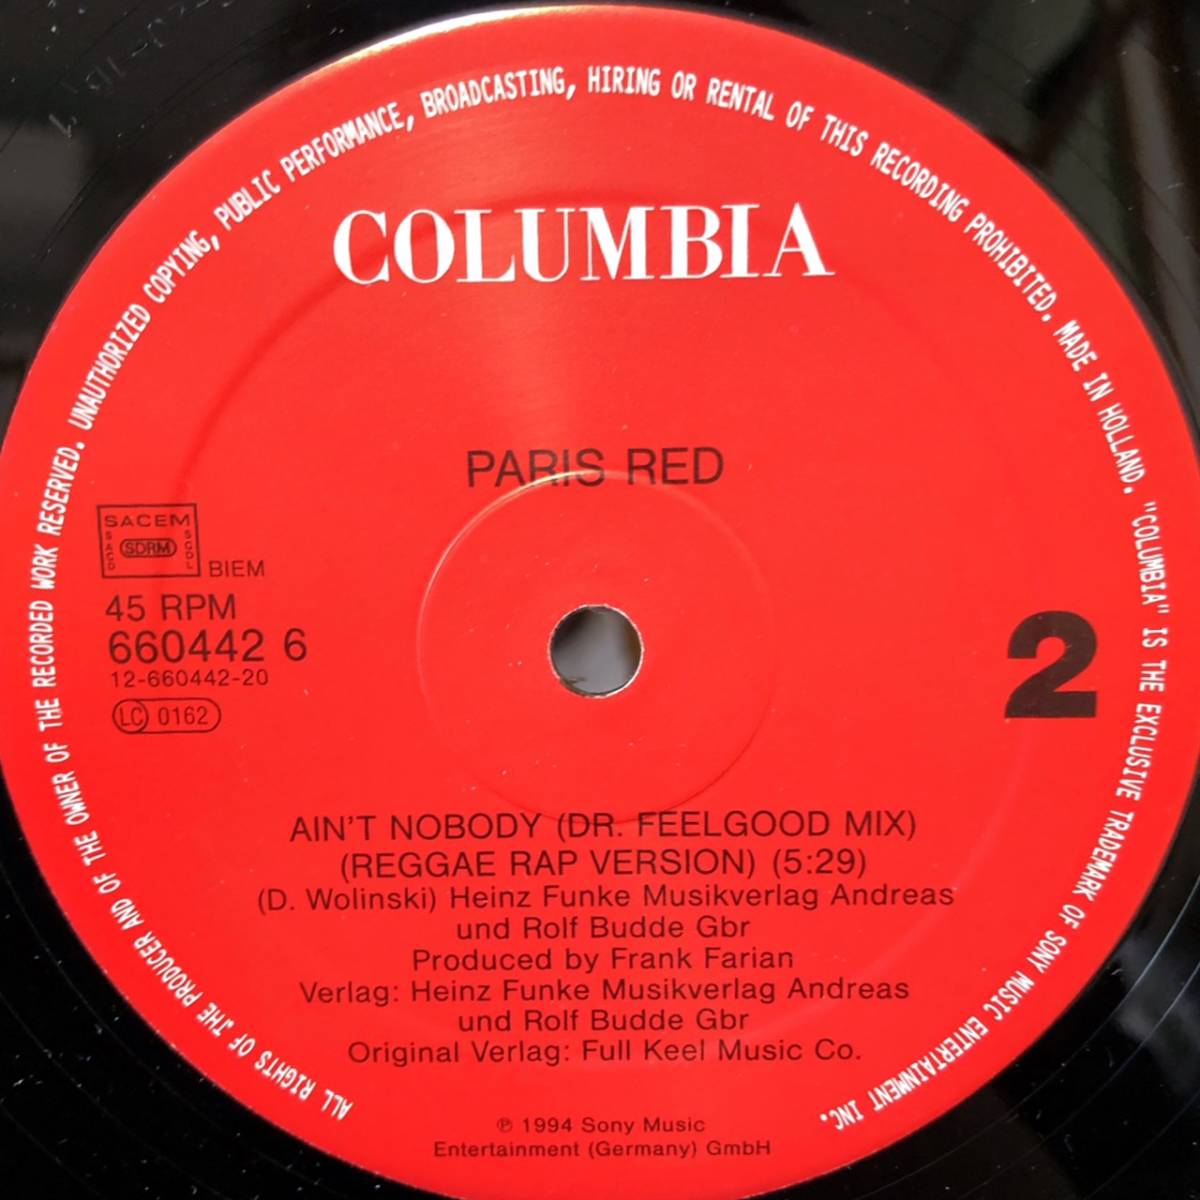 ALL RIGHTS OF THE PRODUCER AND OF THE OWNER OF THE RECORDED WORK RESERVED. UNAUTHORIZED COPYING, PUBLIC PERFORMANCE, BROADCASTING, HIRING OR RENTAL OF THIS RECORDING PROHIBITED. MADE IN HOLLAND. "COLUMBIA" IS THE EXCLUSIVE TRADEMARK OF SONY MUSIC ENTERTAINMENT INC.
COLUMBIA
PARIS RED
SACEM
SACD SDRM SGDL
BIEM
45 RPM
660442 6
12-660442-20
LC 0162
2
AIN'T NOBODY (DR. FEELGOOD MIX)
(REGGAE RAP VERSION) (5:29)
(D. Wolinski) Heinz Funke Musikverlag Andreas
und Rolf Budde Gbr
Produced by Frank Farian
Verlag: Heinz Funke Musikverlag Andreas
und Rolf Budde Gbr
Original Verlag: Full Keel Music Co.
℗ 1994 Sony Music
Entertainment (Germany) GmbH